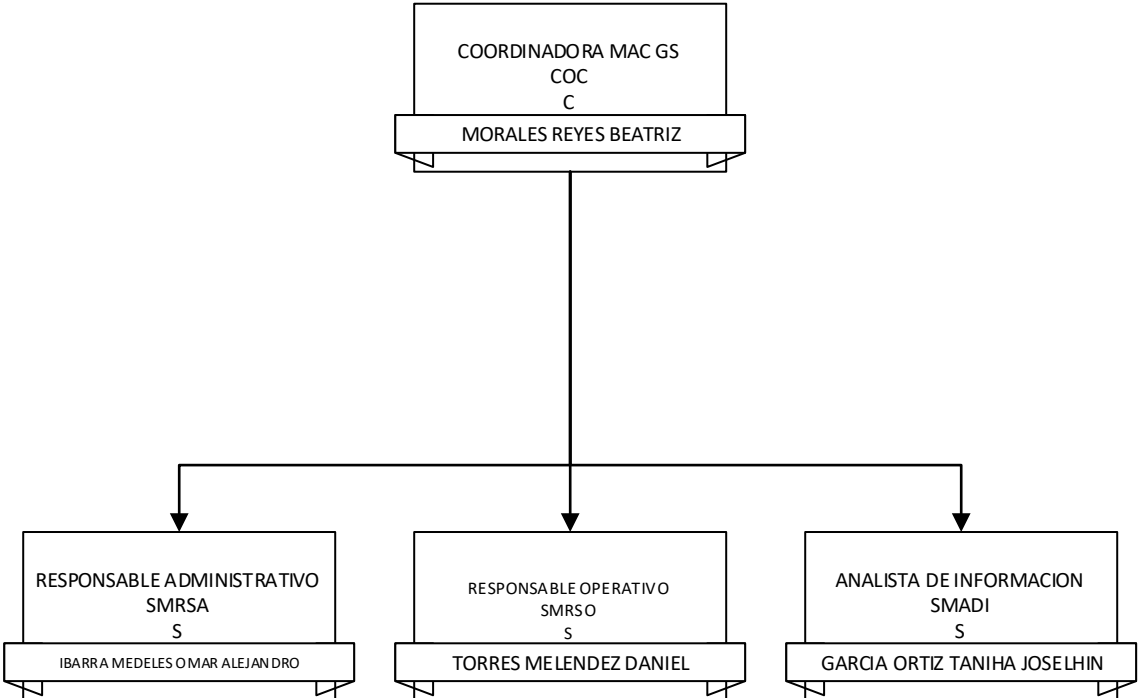 COORDINADORA MAC GS
COC
C
MORALES REYES BEATRIZ
RESPONSABLE ADMINISTRATIVO
SMRSA
S
IBARRA MEDELES OMAR ALEJANDRO
RESPONSABLE OPERATIVO
SMRSO
S
TORRES MELENDEZ DANIEL
ANALISTA DE INFORMACION
SMADI
S
GARCIA ORTIZ TANIHA JOSELHIN